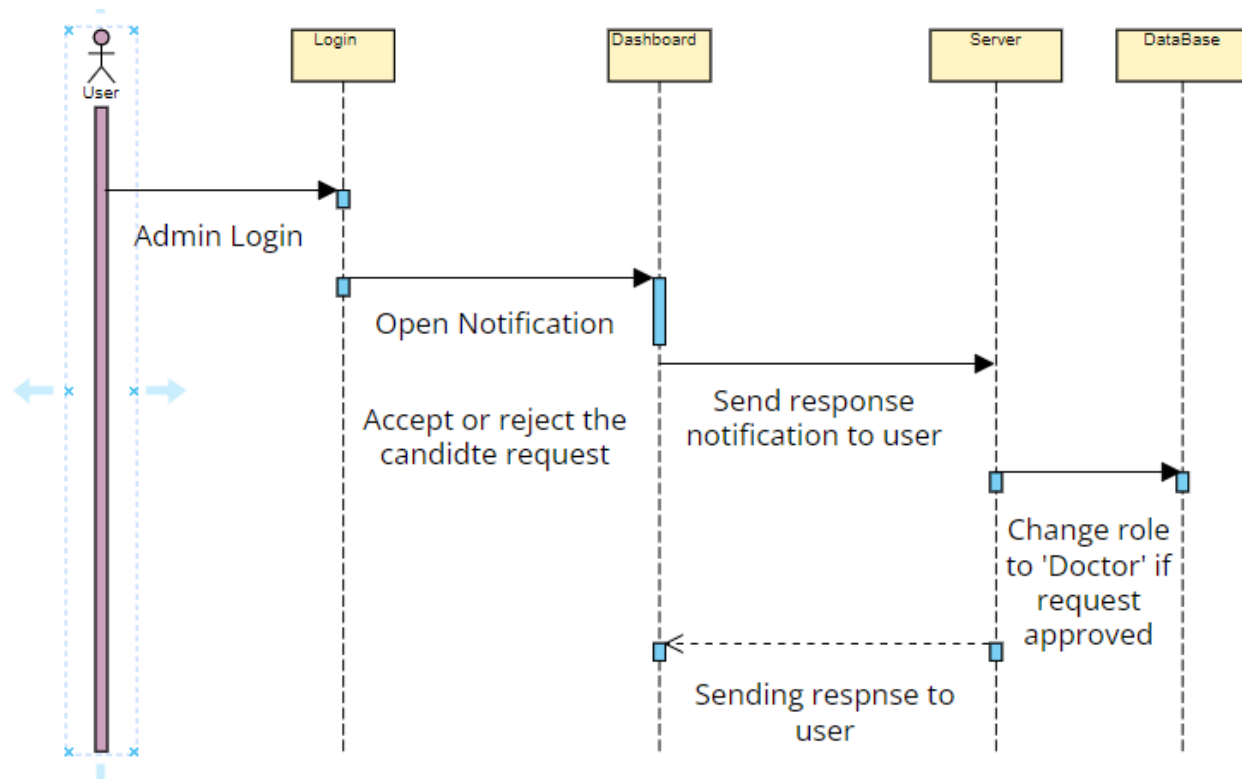 User
Login
Dashboard
Server
DataBase
Admin Login
Open Notification
Accept or reject the
candidte request
Send response
notification to user
Change role
to 'Doctor' if
request
approved
Sending respnse to
user